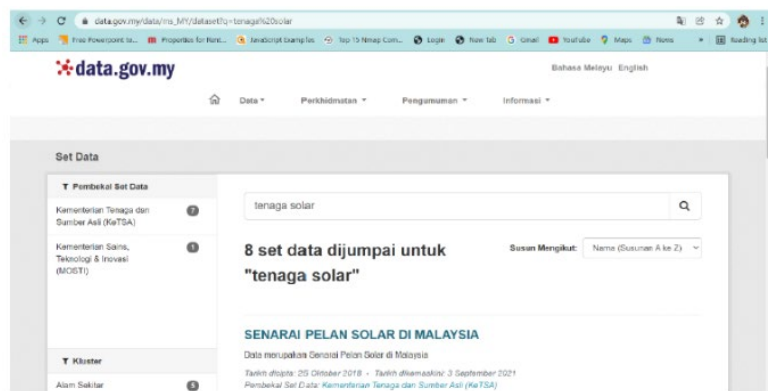 data.gov.my/data/ms_MY/dataset?q=tenaga%20solar
Apps Free Powerpoint te... Properties for Rent... JavaScript Examples Top 15 Nmap Com... Login New Tab Gmail YouTube Maps News Reading list
data.gov.my
Bahasa Melayu English
Data Perkhidmatan Pengumuman Informasi
Set Data
Pembekal Set Data
Kementerian Tenaga dan Sumber Asli (KeTSA) 7
Kementerian Sains, Teknologi & Inovasi (MOSTI) 1
Kluster
Alam Sekitar 5
tenaga solar
8 set data dijumpai untuk
"tenaga solar"
Susun Mengikut: Name (Susunan A ke Z)
SENARAI PELAN SOLAR DI MALAYSIA
Data merupakan Senarai Pelan Solar di Malaysia
Tarikh dicipta: 25 Oktober 2018 - Tarikh dikemaskini: 3 September 2021
Pembekal Set Data: Kementerian Tenaga dan Sumber Asli (KeTSA)